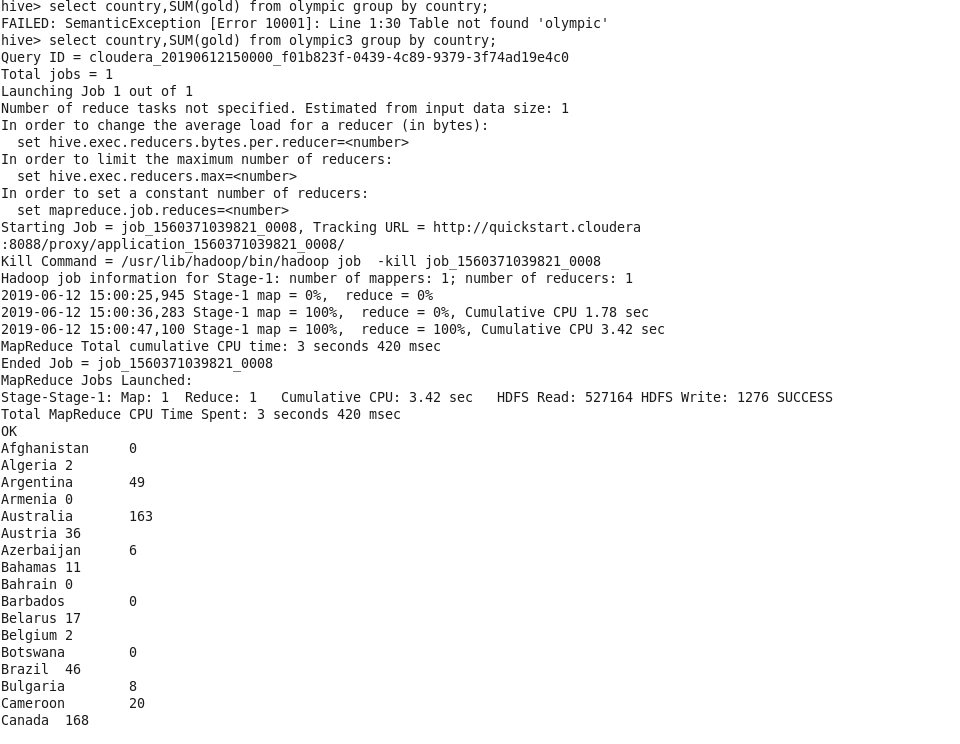 hive> select country,SUM(gold) from olympic group by country;
FAILED: SemanticException [Error 10001]: Line 1:30 Table not found 'olympic'
hive> select country,SUM(gold) from olympic3 group by country;
Query ID = cloudera_20190612150000_f01b823f-0439-4c89-9379-3f74ad19e4c0
Total jobs = 1
Launching Job 1 out of 1
Number of reduce tasks not specified. Estimated from input data size: 1
In order to change the average load for a reducer (in bytes):
  set hive.exec.reducers.bytes.per.reducer=<number>
In order to limit the maximum number of reducers:
  set hive.exec.reducers.max=<number>
In order to set a constant number of reducers:
  set mapreduce.job.reduces=<number>
Starting Job = job_1560371039821_0008, Tracking URL = http://quickstart.cloudera
:8088/proxy/application_1560371039821_0008/
Kill Command = /usr/lib/hadoop/bin/hadoop job  -kill job_1560371039821_0008
Hadoop job information for Stage-1: number of mappers: 1; number of reducers: 1
2019-06-12 15:00:25,945 Stage-1 map = 0%,  reduce = 0%
2019-06-12 15:00:36,283 Stage-1 map = 100%,  reduce = 0%, Cumulative CPU 1.78 sec
2019-06-12 15:00:47,100 Stage-1 map = 100%,  reduce = 100%, Cumulative CPU 3.42 sec
MapReduce Total cumulative CPU time: 3 seconds 420 msec
Ended Job = job_1560371039821_0008
MapReduce Jobs Launched:
Stage-Stage-1: Map: 1  Reduce: 1   Cumulative CPU: 3.42 sec   HDFS Read: 527164 HDFS Write: 1276 SUCCESS
Total MapReduce CPU Time Spent: 3 seconds 420 msec
OK
Afghanistan     0
Algeria 2
Argentina       49
Armenia 0
Australia       163
Austria 36
Azerbaijan      6
Bahamas 11
Bahrain 0
Barbados        0
Belarus 17
Belgium 2
Botswana        0
Brazil  46
Bulgaria        8
Cameroon        20
Canada  168